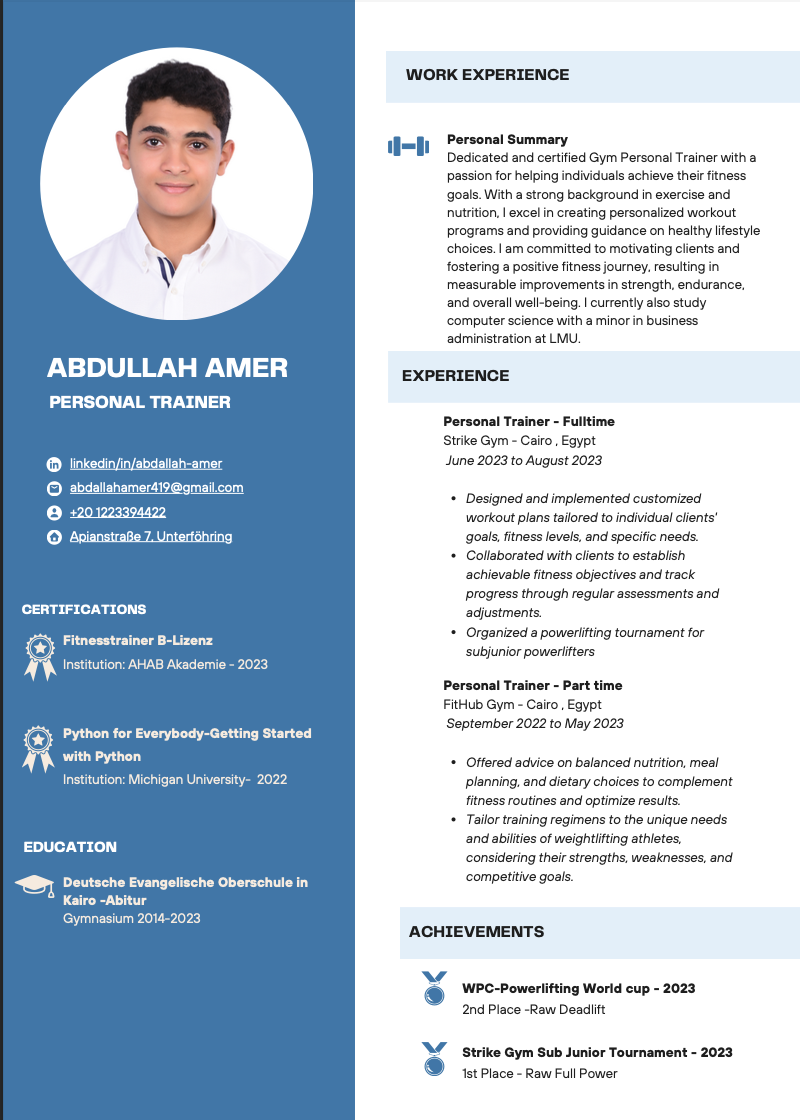 ABDULLAH AMER
PERSONAL TRAINER
linkedin/in/abdallah-amer
abdallahamer419@gmail.com
+20 1223394422
Apianstraße 7, Unterföhring
CERTIFICATIONS
Fitnesstrainer B-Lizenz
Institution: AHAB Akademie - 2023
Python for Everybody-Getting Started
with Python
Institution: Michigan University-  2022
EDUCATION
Deutsche Evangelische Oberschule in
Kairo -Abitur
Gymnasium 2014-2023
WORK EXPERIENCE
Personal Summary
Dedicated and certified Gym Personal Trainer with a
passion for helping individuals achieve their fitness
goals. With a strong background in exercise and
nutrition, I excel in creating personalized workout
programs and providing guidance on healthy lifestyle
choices. I am committed to motivating clients and
fostering a positive fitness journey, resulting in
measurable improvements in strength, endurance,
and overall well-being. I currently also study
computer science with a minor in business
administration at LMU.
EXPERIENCE
Personal Trainer - Fulltime
Strike Gym - Cairo , Egypt
June 2023 to August 2023
• Designed and implemented customized
workout plans tailored to individual clients'
goals, fitness levels, and specific needs.
• Collaborated with clients to establish
achievable fitness objectives and track
progress through regular assessments and
adjustments.
• Organized a powerlifting tournament for
subjunior powerlifters
Personal Trainer - Part time
FitHub Gym - Cairo , Egypt
September 2022 to May 2023
• Offered advice on balanced nutrition, meal
planning, and dietary choices to complement
fitness routines and optimize results.
• Tailor training regimens to the unique needs
and abilities of weightlifting athletes,
considering their strengths, weaknesses, and
competitive goals.
ACHIEVEMENTS
WPC-Powerlifting World cup - 2023
2nd Place -Raw Deadlift
Strike Gym Sub Junior Tournament - 2023
1st Place - Raw Full Power